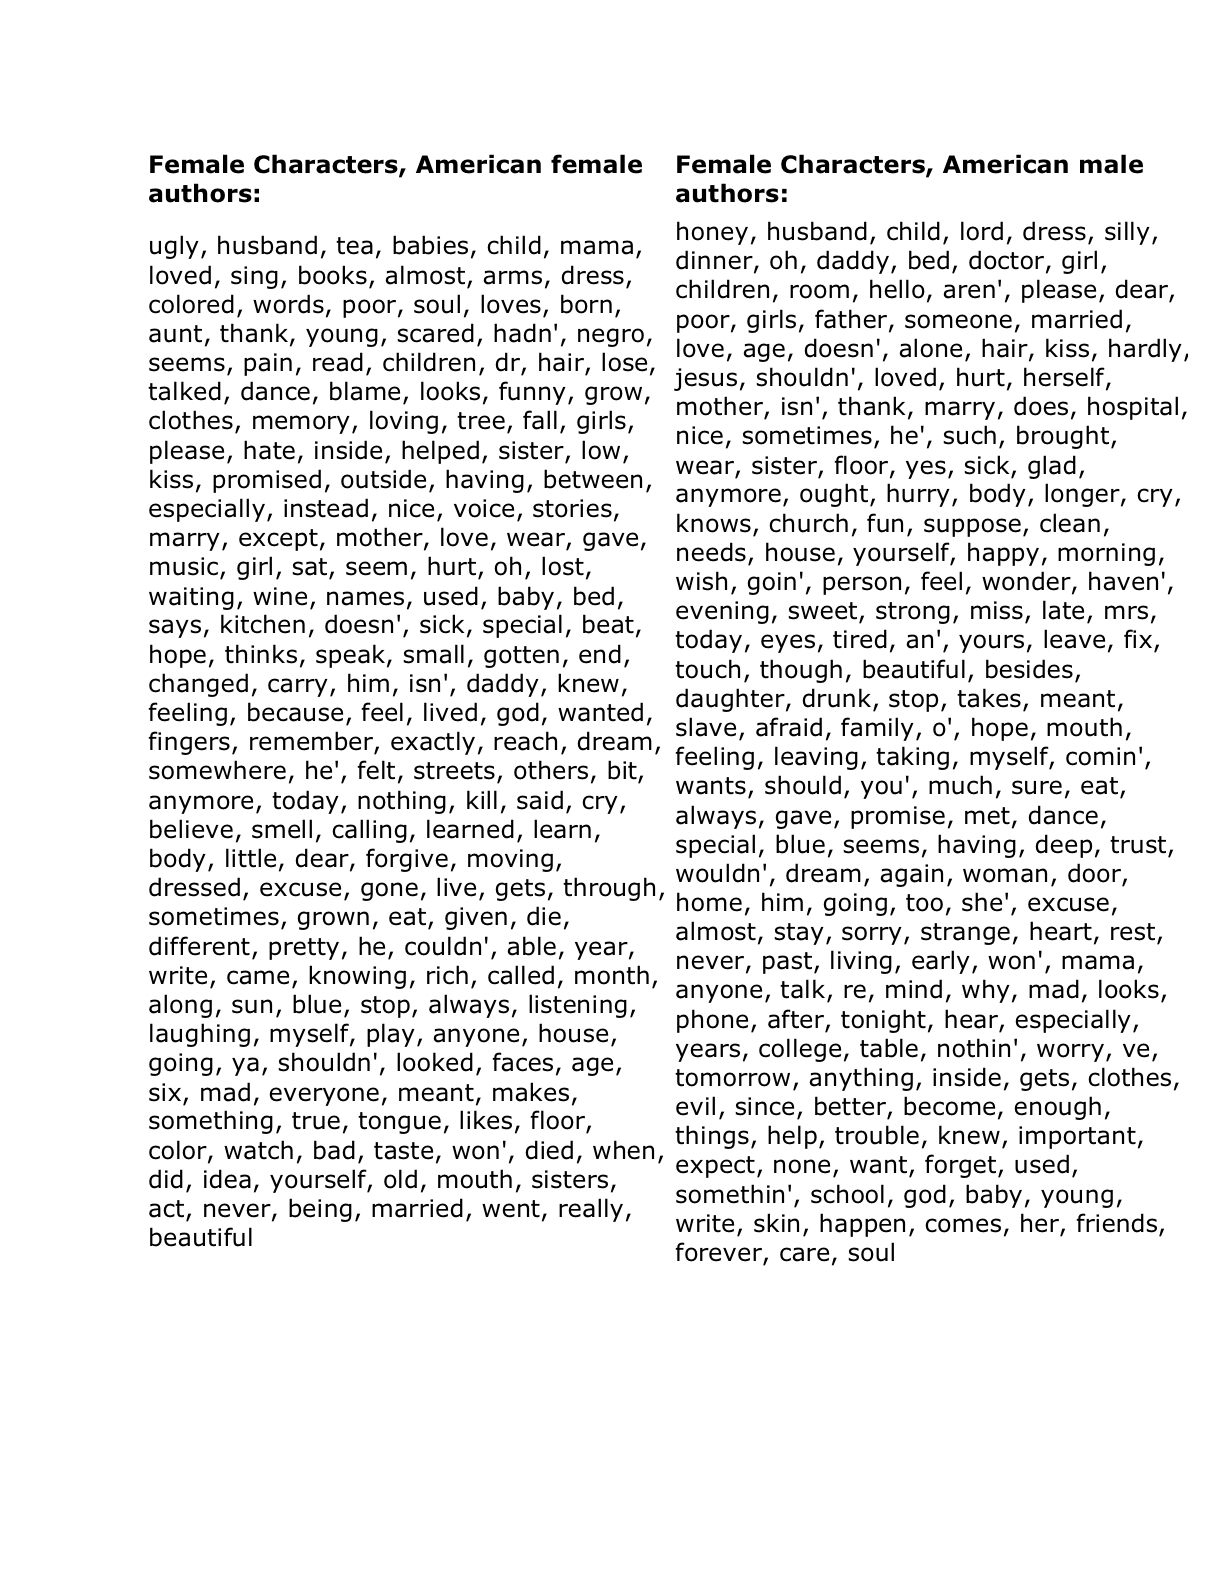 Female Characters, American female
authors:
ugly, husband, tea, babies, child, mama,
loved, sing, books, almost, arms, dress,
colored, words, poor, soul, loves, born,
aunt, thank, young, scared, hadn', negro,
seems, pain, read, children, dr, hair, lose,
talked, dance, blame, looks, funny, grow,
clothes, memory, loving, tree, fall, girls,
please, hate, inside, helped, sister, low,
kiss, promised, outside, having, between,
especially, instead, nice, voice, stories,
marry, except, mother, love, wear, gave,
music, girl, sat, seem, hurt, oh, lost,
waiting, wine, names, used, baby, bed,
says, kitchen, doesn', sick, special, beat,
hope, thinks, speak, small, gotten, end,
changed, carry, him, isn', daddy, knew,
feeling, because, feel, lived, god, wanted,
fingers, remember, exactly, reach, dream,
somewhere, he', felt, streets, others, bit,
anymore, today, nothing, kill, said, cry,
believe, smell, calling, learned, learn,
body, little, dear, forgive, moving,
dressed, excuse, gone, live, gets, through,
sometimes, grown, eat, given, die,
different, pretty, he, couldn', able, year,
write, came, knowing, rich, called, month,
along, sun, blue, stop, always, listening,
laughing, myself, play, anyone, house,
going, ya, shouldn', looked, faces, age,
six, mad, everyone, meant, makes,
something, true, tongue, likes, floor,
color, watch, bad, taste, won', died, when,
did, idea, yourself, old, mouth, sisters,
act, never, being, married, went, really,
beautiful
Female Characters, American male
authors:
honey, husband, child, lord, dress, silly,
dinner, oh, daddy, bed, doctor, girl,
children, room, hello, aren', please, dear,
poor, girls, father, someone, married,
love, age, doesn', alone, hair, kiss, hardly,
jesus, shouldn', loved, hurt, herself,
mother, isn', thank, marry, does, hospital,
nice, sometimes, he', such, brought,
wear, sister, floor, yes, sick, glad,
anymore, ought, hurry, body, longer, cry,
knows, church, fun, suppose, clean,
needs, house, yourself, happy, morning,
wish, goin', person, feel, wonder, haven',
evening, sweet, strong, miss, late, mrs,
today, eyes, tired, an', yours, leave, fix,
touch, though, beautiful, besides,
daughter, drunk, stop, takes, meant,
slave, afraid, family, o', hope, mouth,
feeling, leaving, taking, myself, comin',
wants, should, you', much, sure, eat,
always, gave, promise, met, dance,
special, blue, seems, having, deep, trust,
wouldn', dream, again, woman, door,
home, him, going, too, she', excuse,
almost, stay, sorry, strange, heart, rest,
never, past, living, early, won', mama,
anyone, talk, re, mind, why, mad, looks,
phone, after, tonight, hear, especially,
years, college, table, nothin', worry, ve,
tomorrow, anything, inside, gets, clothes,
evil, since, better, become, enough,
things, help, trouble, knew, important,
expect, none, want, forget, used,
somethin', school, god, baby, young,
write, skin, happen, comes, her, friends,
forever, care, soul